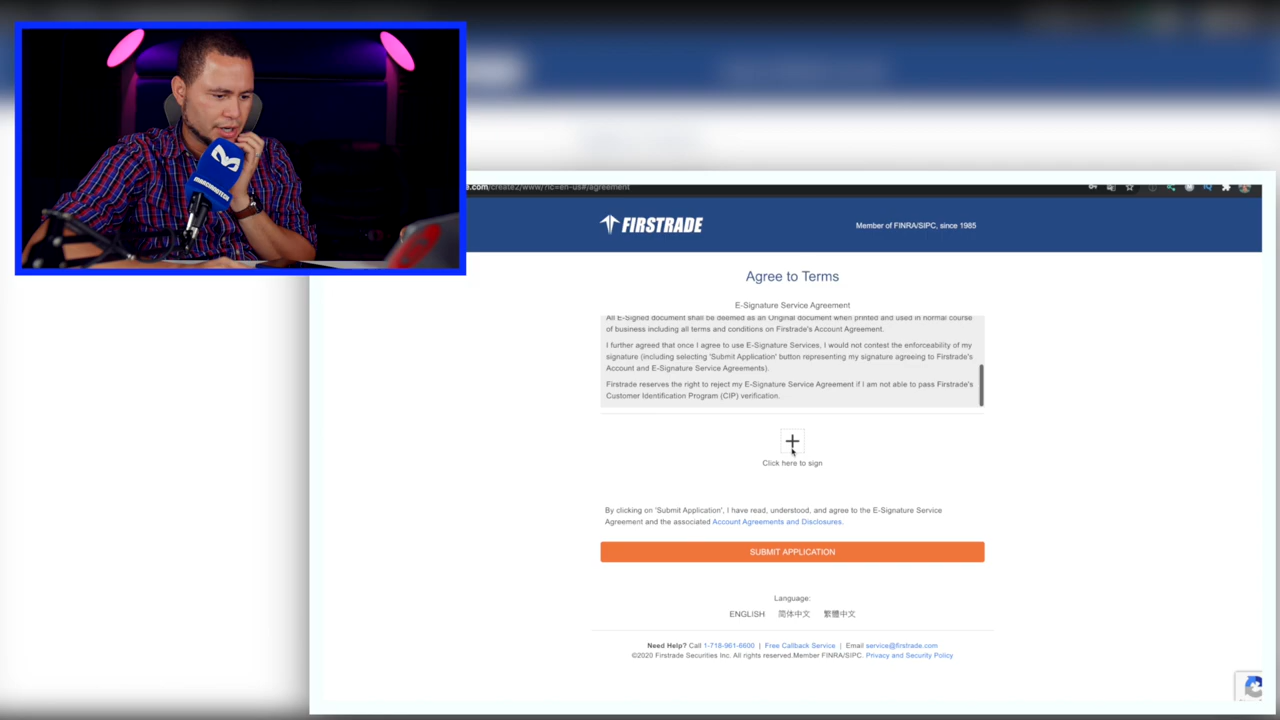 e.com/create2/www/?lc=en-us#/agreement
FIRSTRADE
Member of FINRA/SIPC, since 1985
Agree to Terms
E-Signature Service Agreement
All E-Signed document shall be deemed as an Original document when printed and used in normal course
of business including all terms and conditions on Firstrade's Account Agreement.
I further agreed that once I agree to use E-Signature Services, I would not contest the enforceability of my
signature (including selecting 'Submit Application' button representing my signature agreeing to Firstrade's
Account and E-Signature Service Agreements).
Firstrade reserves the right to reject my E-Signature Service Agreement if I am not able to pass Firstrade's
Customer Identification Program (CIP) verification.
Click here to sign
By clicking on 'Submit Application', I have read, understood, and agree to the E-Signature Service
Agreement and the associated Account Agreements and Disclosures.
SUBMIT APPLICATION
Language:
ENGLISH 简体中文 繁體中文
Need Help? Call 1-718-961-6600 | Free Callback Service | Email service@firstrade.com
©2020 Firstrade Securities Inc. All rights reserved.Member FINRA/SIPC. Privacy and Security Policy